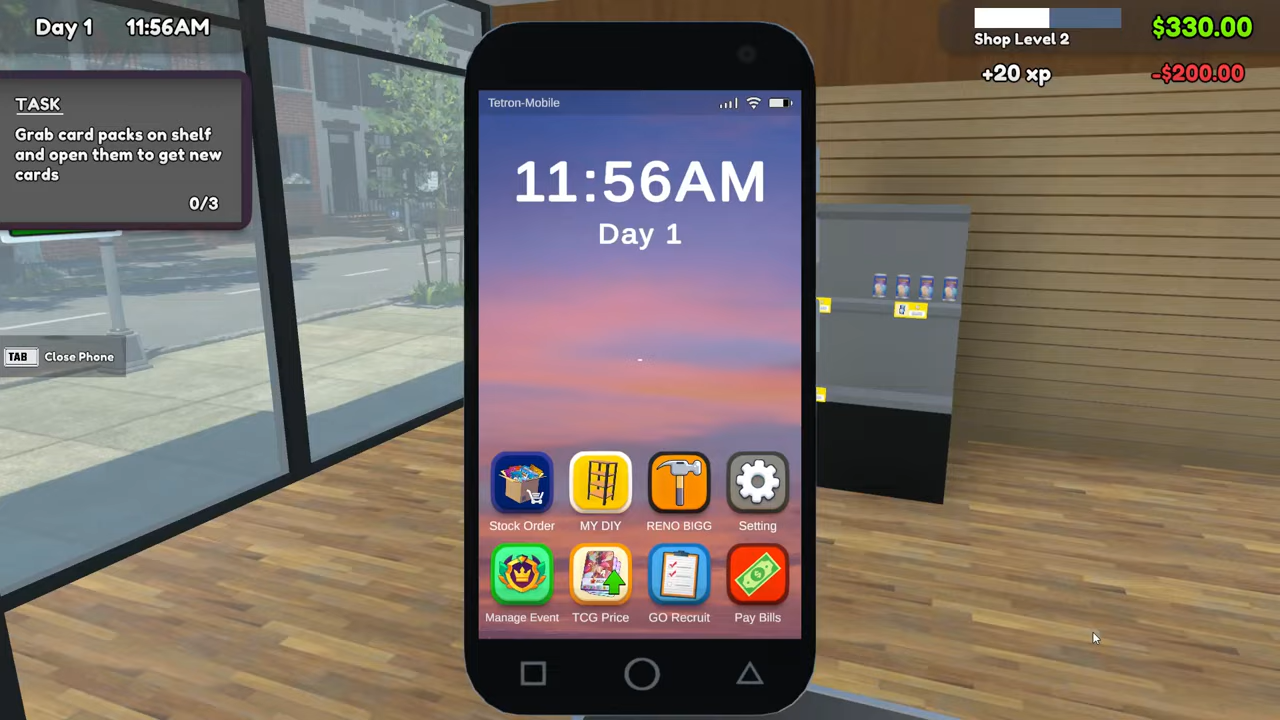 Day 1 11:56AM
Shop Level 2
$330.00
+20 xp
-$200.00
TASK
Grab card packs on shelf
and open them to get new
cards
0/3
TAB Close Phone
Tetron-Mobile
11:56AM
Day 1
Stock Order
MY DIY
RENO BIGG
Setting
Manage Event
TCG Price
GO Recruit
Pay Bills